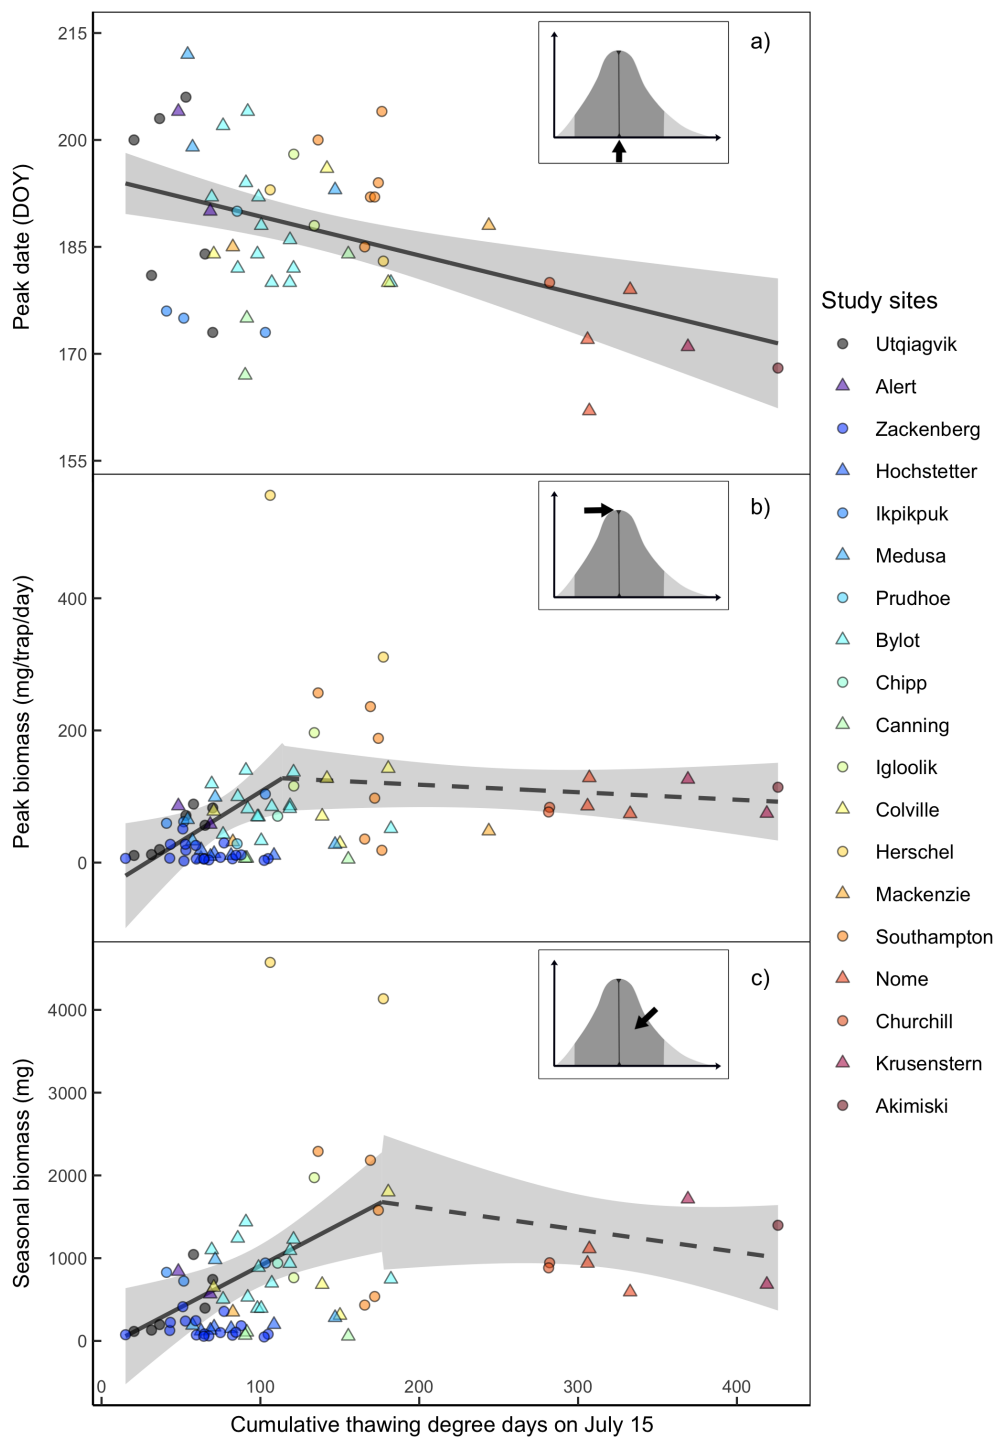 a)
215
200
185
170
155
Peak date (DOY)
b)
400
200
0
Peak biomass (mg/trap/day)
c)
4000
3000
2000
1000
0
Seasonal biomass (mg)
0 100 200 300 400
Cumulative thawing degree days on July 15
Study sites
Utqiagvik
Alert
Zackenberg
Hochstetter
Ikpikpuk
Medusa
Prudhoe
Bylot
Chipp
Canning
Igloolik
Colville
Herschel
Mackenzie
Southampton
Nome
Churchill
Krusenstern
Akimiski